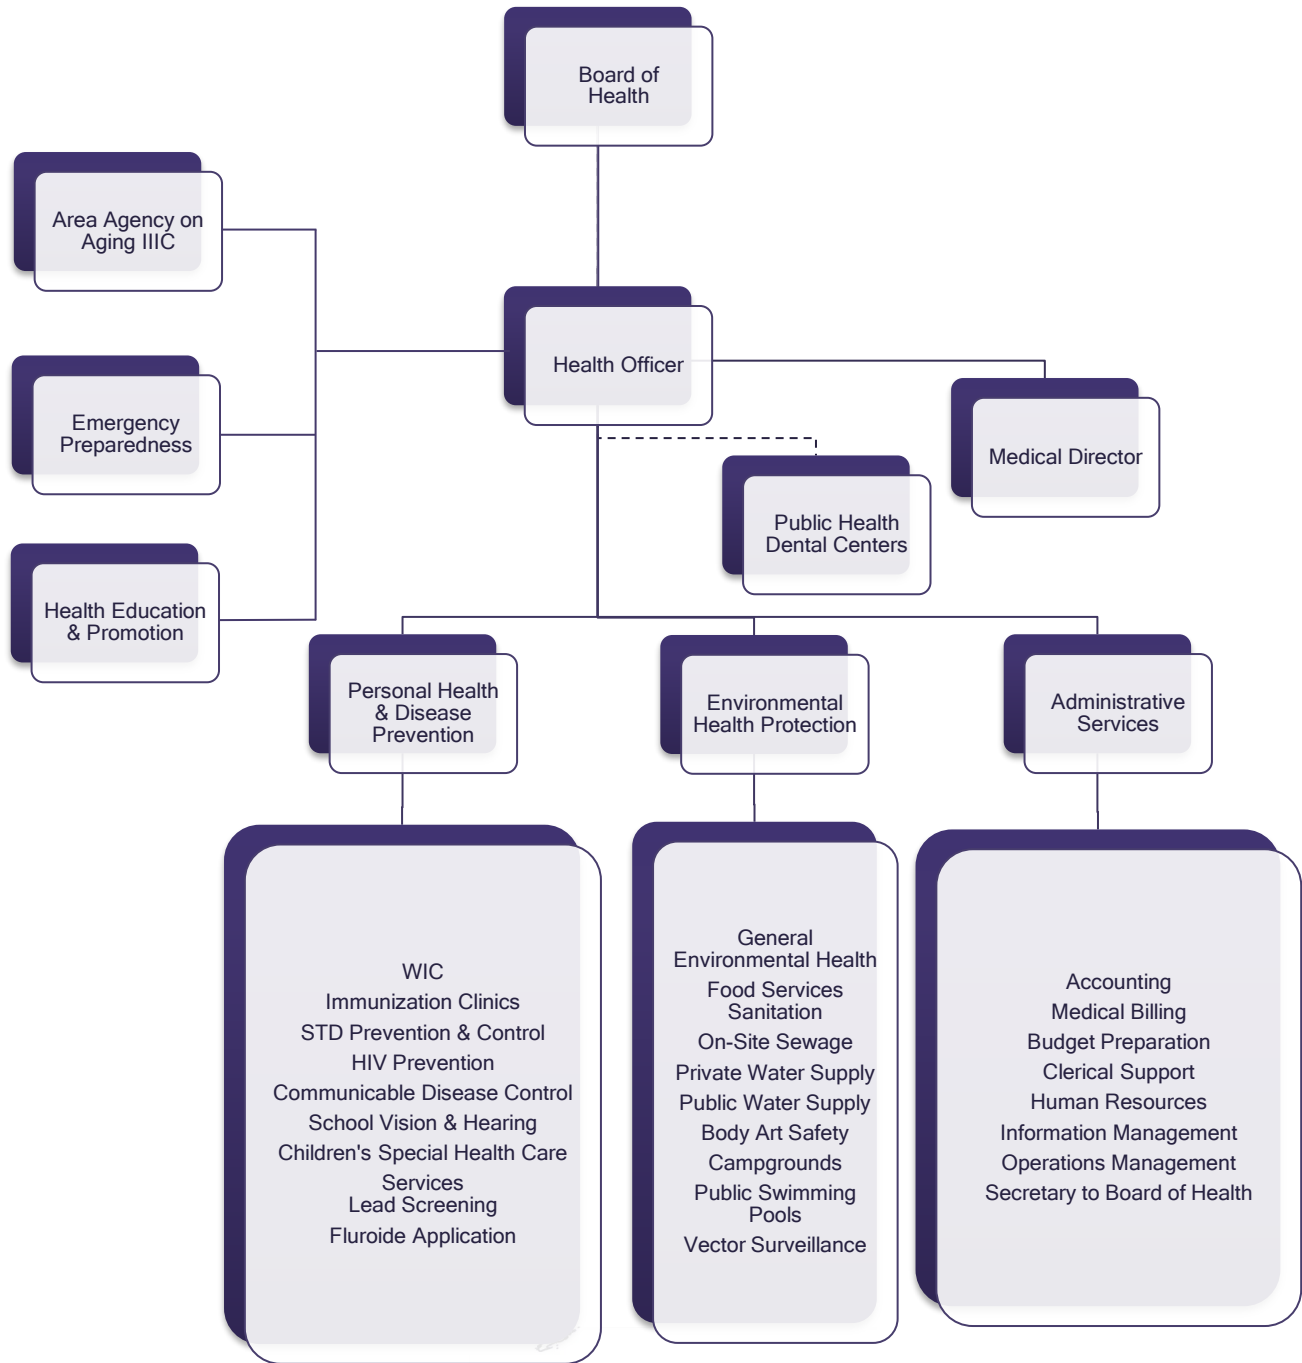 Board of
Health
Area Agency on
Aging IIIC
Health Officer
Emergency
Preparedness
Medical Director
Public Health
Dental Centers
Health Education
& Promotion
Personal Health
& Disease
Prevention
Environmental
Health Protection
Administrative
Services
WIC
Immunization Clinics
STD Prevention & Control
HIV Prevention
Communicable Disease Control
School Vision & Hearing
Children's Special Health Care
Services
Lead Screening
Fluroide Application
General
Environmental Health
Food Services
Sanitation
On-Site Sewage
Private Water Supply
Public Water Supply
Body Art Safety
Campgrounds
Public Swimming
Pools
Vector Surveillance
Accounting
Medical Billing
Budget Preparation
Clerical Support
Human Resources
Information Management
Operations Management
Secretary to Board of Health